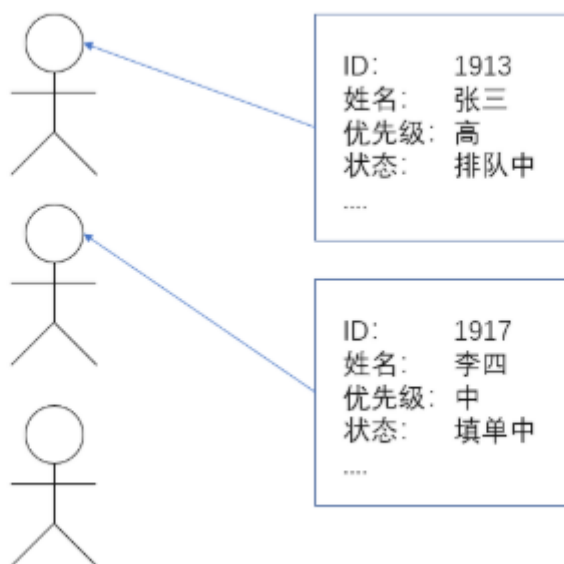 ID: 1913
姓名: 张三
优先级: 高
状态: 排队中
....
ID: 1917
姓名: 李四
优先级: 中
状态: 填单中
....